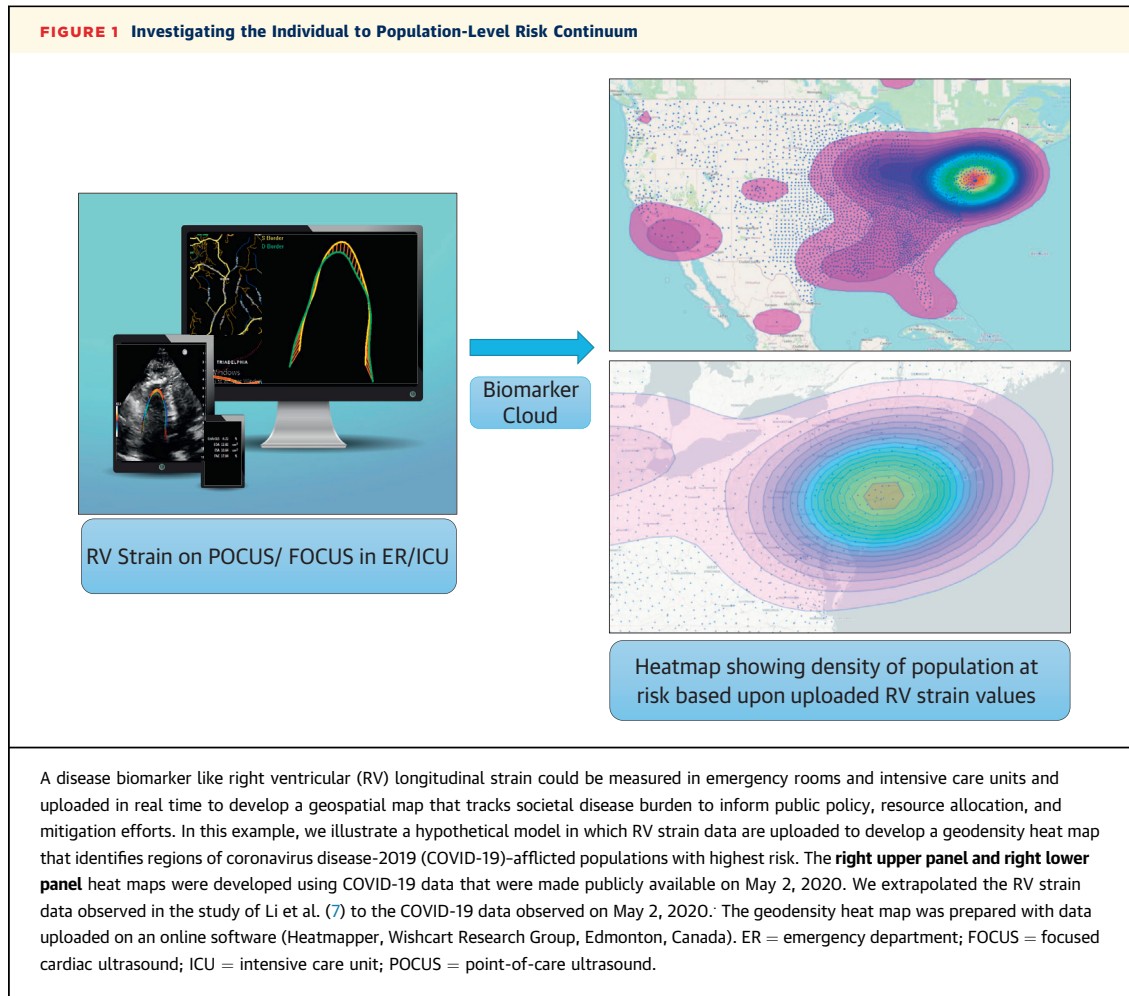 FIGURE 1 Investigating the Individual to Population-Level Risk Continuum
S Border
D Border
TRIADELPHIA
Windows
RV Strain on POCUS/ FOCUS in ER/ICU
Biomarker
Cloud
Heatmap showing density of population at
risk based upon uploaded RV strain values
A disease biomarker like right ventricular (RV) longitudinal strain could be measured in emergency rooms and intensive care units and
uploaded in real time to develop a geospatial map that tracks societal disease burden to inform public policy, resource allocation, and
mitigation efforts. In this example, we illustrate a hypothetical model in which RV strain data are uploaded to develop a geodensity heat map
that identifies regions of coronavirus disease-2019 (COVID-19)–afflicted populations with highest risk. The right upper panel and right lower
panel heat maps were developed using COVID-19 data that were made publicly available on May 2, 2020. We extrapolated the RV strain
data observed in the study of Li et al. (7) to the COVID-19 data observed on May 2, 2020. The geodensity heat map was prepared with data
uploaded on an online software (Heatmapper, Wishcart Research Group, Edmonton, Canada). ER = emergency department; FOCUS = focused
cardiac ultrasound; ICU = intensive care unit; POCUS = point-of-care ultrasound.